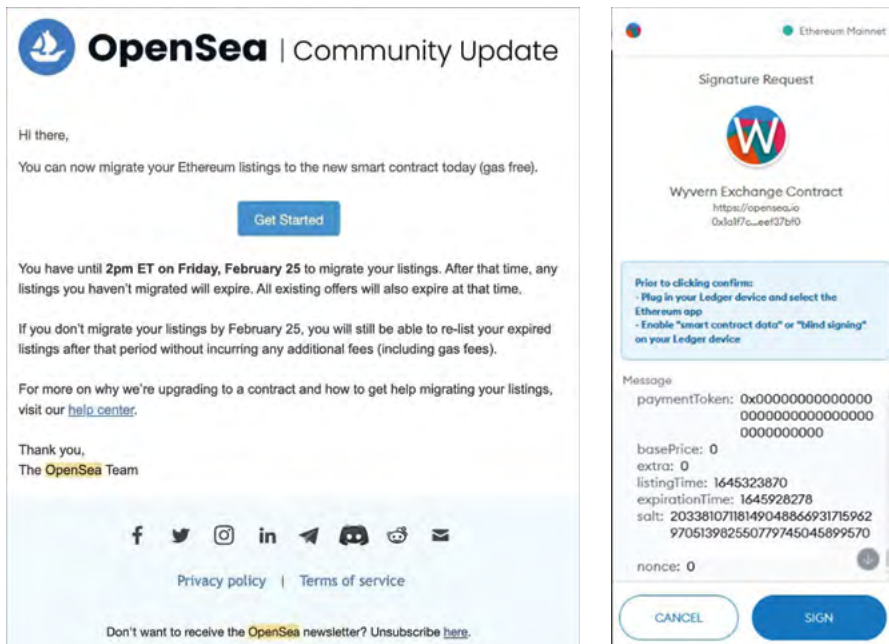 OpenSea | Community Update
Hi there,
You can now migrate your Ethereum listings to the new smart contract today (gas free).
Get Started
You have until 2pm ET on Friday, February 25 to migrate your listings. After that time, any
listings you haven't migrated will expire. All existing offers will also expire at that time.
If you don't migrate your listings by February 25, you will still be able to re-list your expired
listings after that period without incurring any additional fees (including gas fees).
For more on why we're upgrading to a contract and how to get help migrating your listings,
visit our help center.
Thank you,
The OpenSea Team
Privacy policy | Terms of service
Don't want to receive the OpenSea newsletter? Unsubscribe here.
Ethereum Mainnet
Signature Request
W
Wyvern Exchange Contract
https://opensea.io
0x1a1f7c...eef37bf0
Prior to clicking confirm:
- Plug in your Ledger device and select the
Ethereum app
- Enable "smart contract data" or "blind signing"
on your Ledger device
Message
paymentToken: 0x00000000000000
0000000000000000
0000000000
basePrice: 0
extra: 0
listingTime: 1645323870
expirationTime: 1645928278
salt: 20338107118149048866931715962
970513982550779745045899570
nonce: 0
CANCEL
SIGN